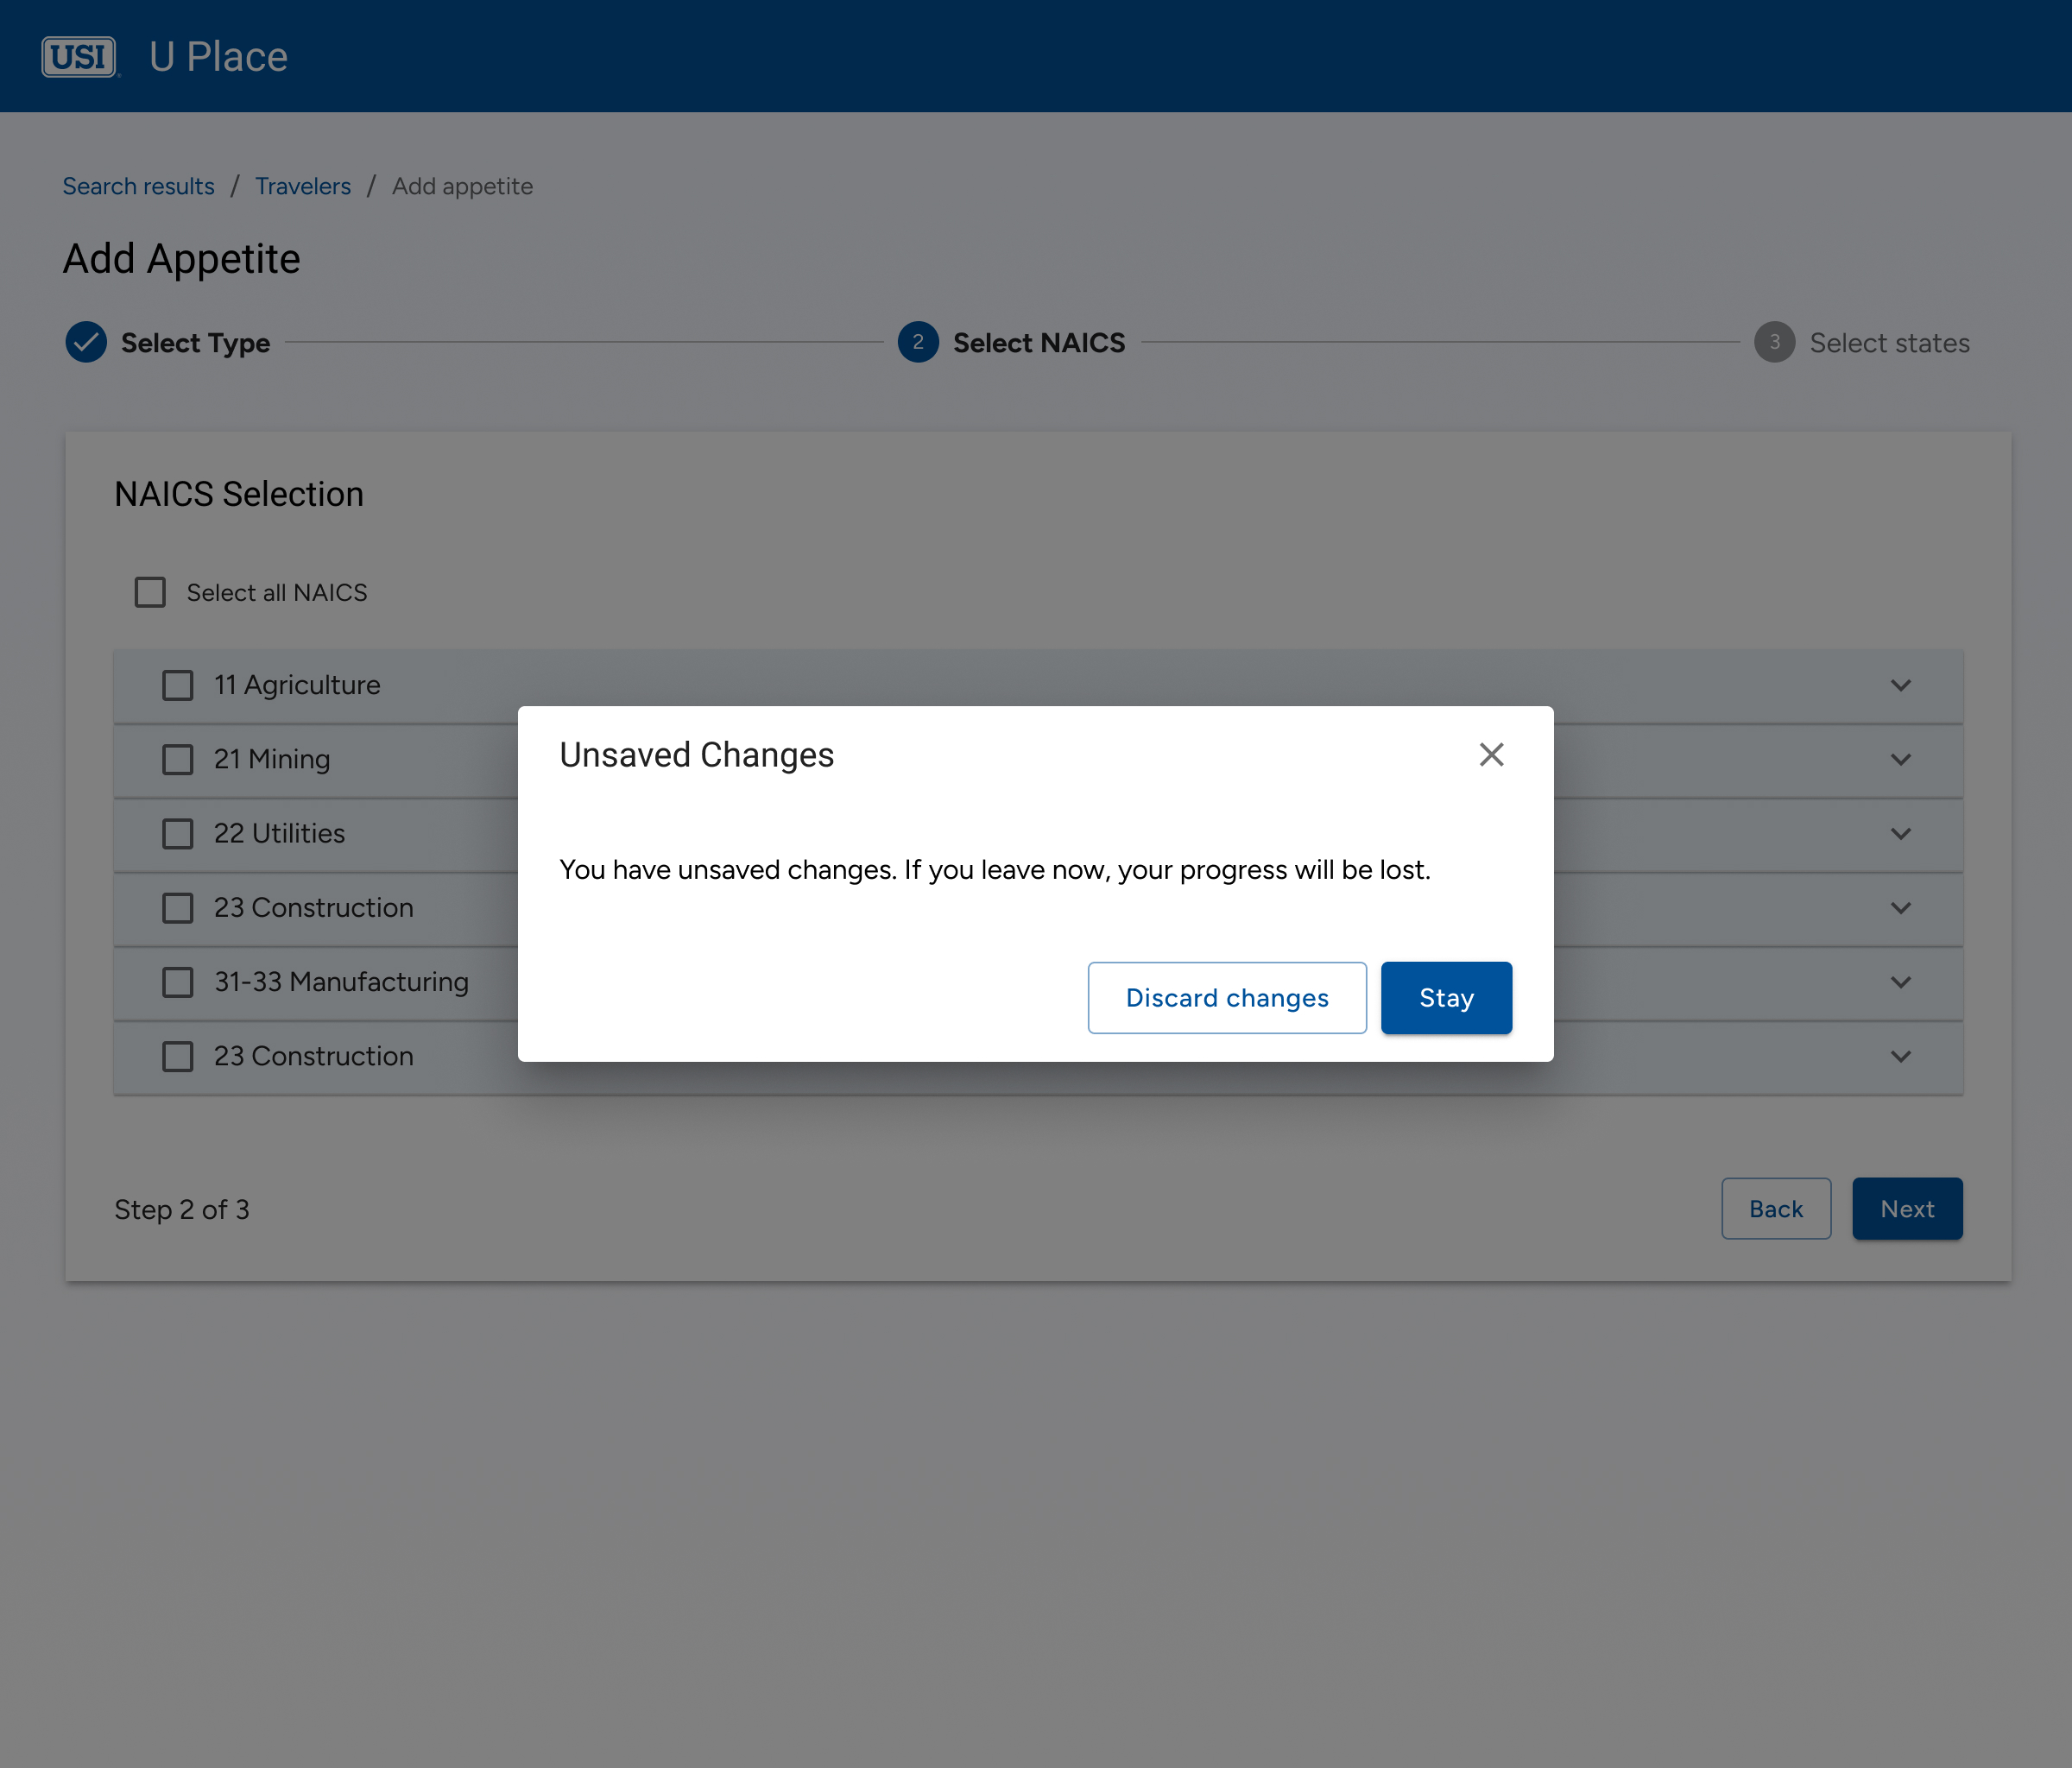 USI U Place
Search results / Travelers / Add appetite
Add Appetite
Select Type
2 Select NAICS
3 Select states
NAICS Selection
Select all NAICS
11 Agriculture
21 Mining
22 Utilities
23 Construction
31-33 Manufacturing
23 Construction
Unsaved Changes
You have unsaved changes. If you leave now, your progress will be lost.
Discard changes
Stay
Step 2 of 3
Back
Next